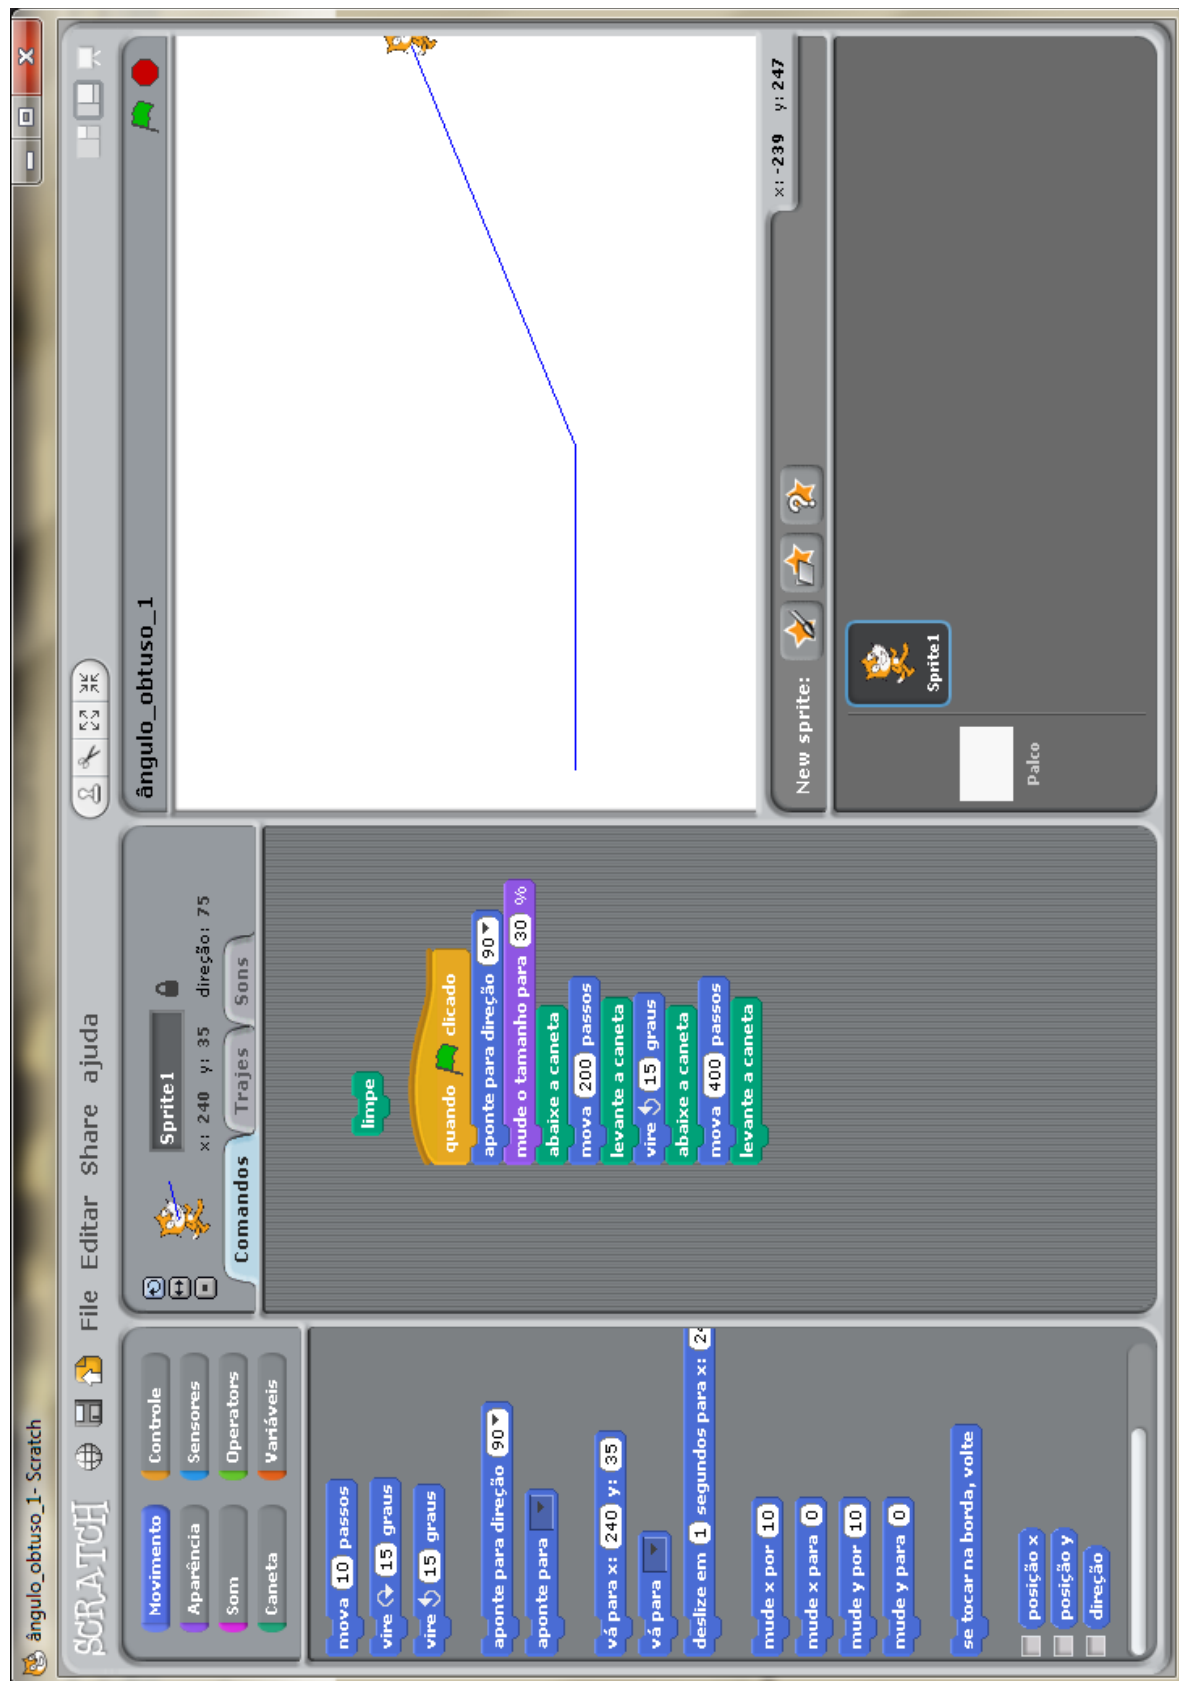 ângulo_obtuso_1- Scratch
SCRATCH
File Editar Share ajuda
Movimento
Controle
Aparência
Sensores
Som
Operators
Caneta
Variáveis
mova 10 passos
vire 15 graus
vire 15 graus
aponte para direção 90
aponte para
vá para x: 240 y: 35
vá para
deslize em 1 segundos para x:
mude x por 10
mude x para 0
mude y por 10
mude y para 0
se tocar na borda, volte
posição x
posição y
direção
Sprite1
x: 240 y: 35 direção: 75
Comandos
Trajes
Sons
limpe
quando clicado
aponte para direção 90
mude o tamanho para 30 %
abaixe a caneta
mova 200 passos
levante a caneta
vire 15 graus
abaixe a caneta
mova 400 passos
levante a caneta
ângulo_obtuso_1
x: -239 y: 247
New sprite:
Sprite1
Palco